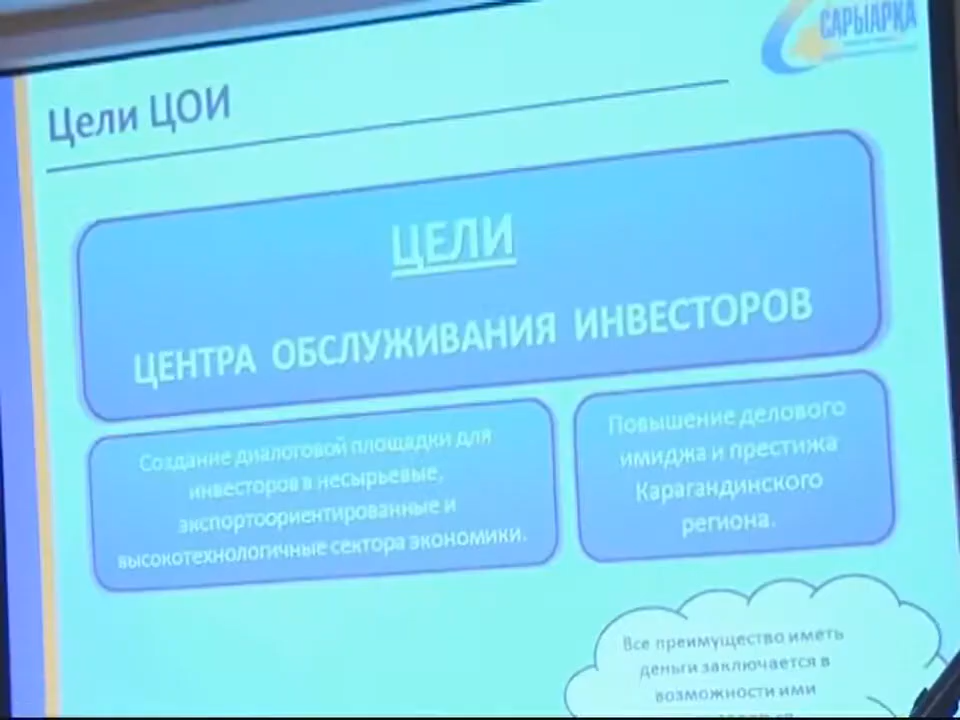 САРЫАРКА
Цели ЦОИ
ЦЕЛИ
ЦЕНТРА ОБСЛУЖИВАНИЯ ИНВЕСТОРОВ
Создание диалоговой площадки для
инвесторов в несырьевые,
экспортоориентированные и
высокотехнологичные сектора экономики.
Повышение делового
имиджа и престижа
Карагандинского
региона.
Все преимущество иметь
деньги заключается в
возможности ими